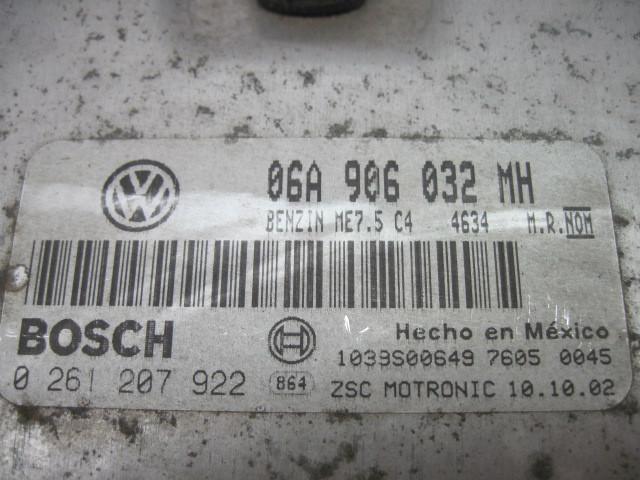 06A 906 032 MH
BENZIN ME7.5 C4 4634 M.R.NOM
BOSCH
Hecho en México
1039S00649 7605 0045
0 261 207 922 864 ZSC MOTRONIC 10.10.02